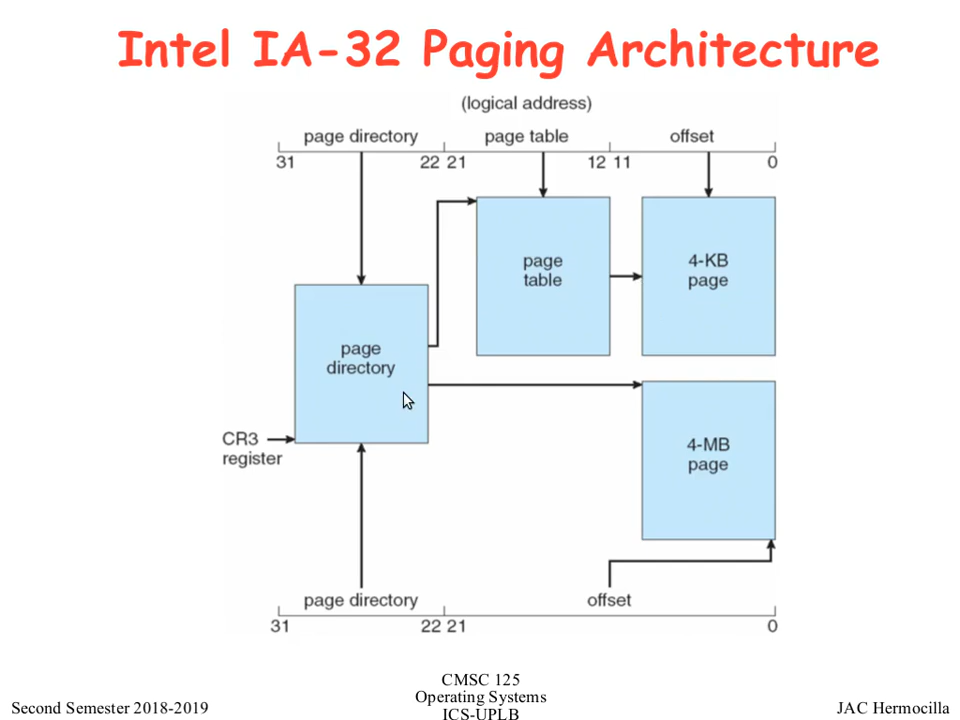 Intel IA-32 Paging Architecture
(logical address)
page directory page table offset
31 22 21 12 11 0
page
table
4-KB
page
page
directory
CR3
register
4-MB
page
page directory offset
31 22 21 0
Second Semester 2018-2019
CMSC 125
Operating Systems
ICS-UPLB
JAC Hermocilla